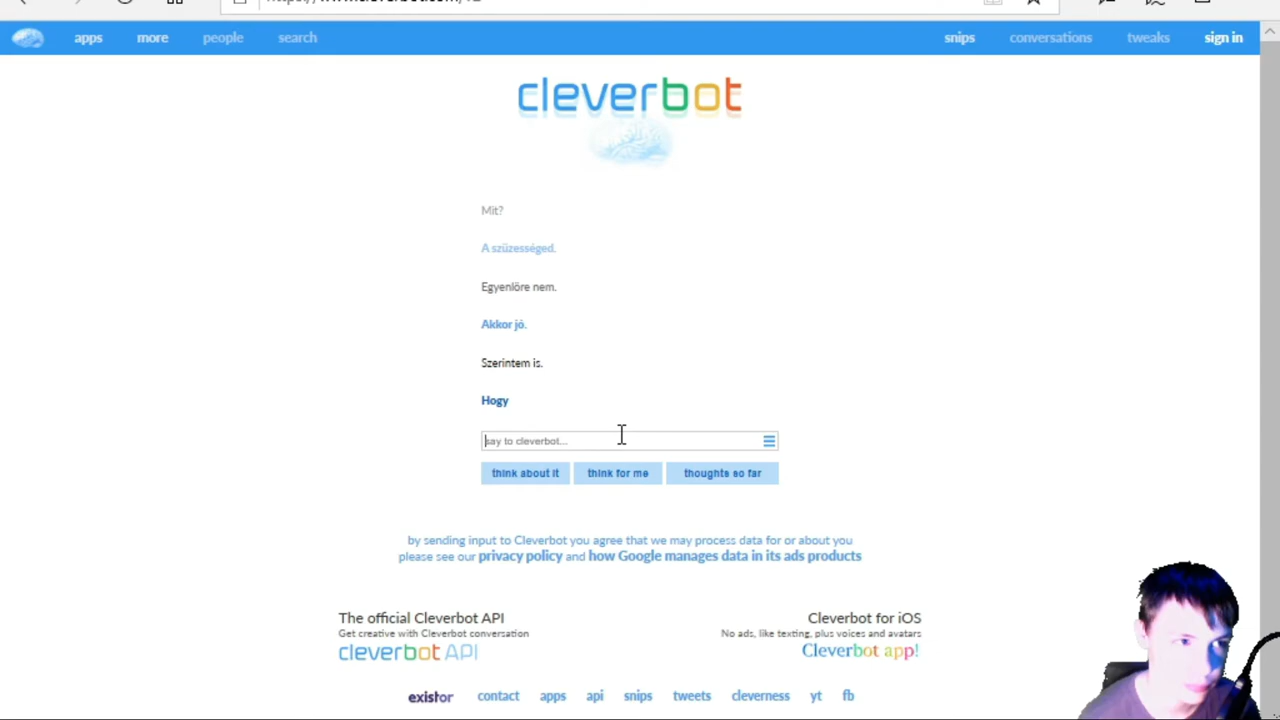 apps more people search snips conversations tweaks sign in
cleverbot
Mit?
A szüzességed.
Egyenlöre nem.
Akkor jó.
Szerintem is.
Hogy
say to cleverbot...
think about it think for me thoughts so far
by sending input to Cleverbot you agree that we may process data for or about you
please see our privacy policy and how Google manages data in its ads products
The official Cleverbot API Cleverbot for iOS
Get creative with Cleverbot conversation No ads, like texting, plus voices and avatars
cleverbot API Cleverbot app!
existor contact apps api snips tweets cleverness yt fb